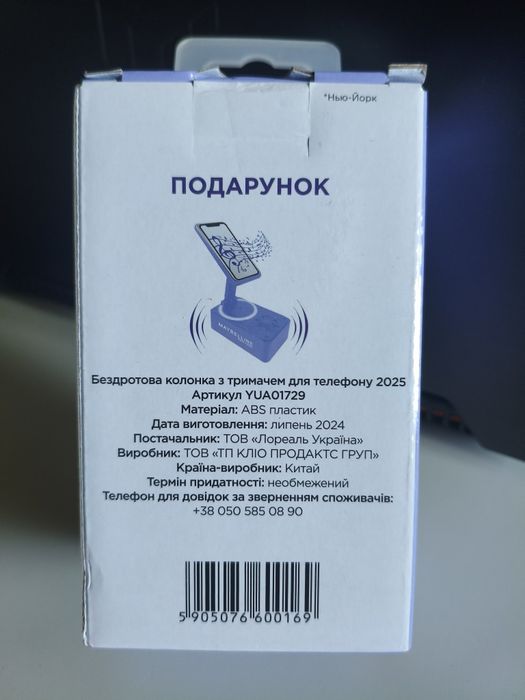 *Нью-Йорк
ПОДАРУНОК
MAYBELLINE
Бездротова колонка з тримачем для телефону 2025
Артикул YUA01729
Матеріал: ABS пластик
Дата виготовлення: липень 2024
Постачальник: ТОВ «Лореаль Україна»
Виробник: ТОВ «ТП КЛІО ПРОДАКТС ГРУП»
Країна-виробник: Китай
Термін придатності: необмежений
Телефон для довідок за зверненням споживачів:
+38 050 585 08 90
5 905076 600169